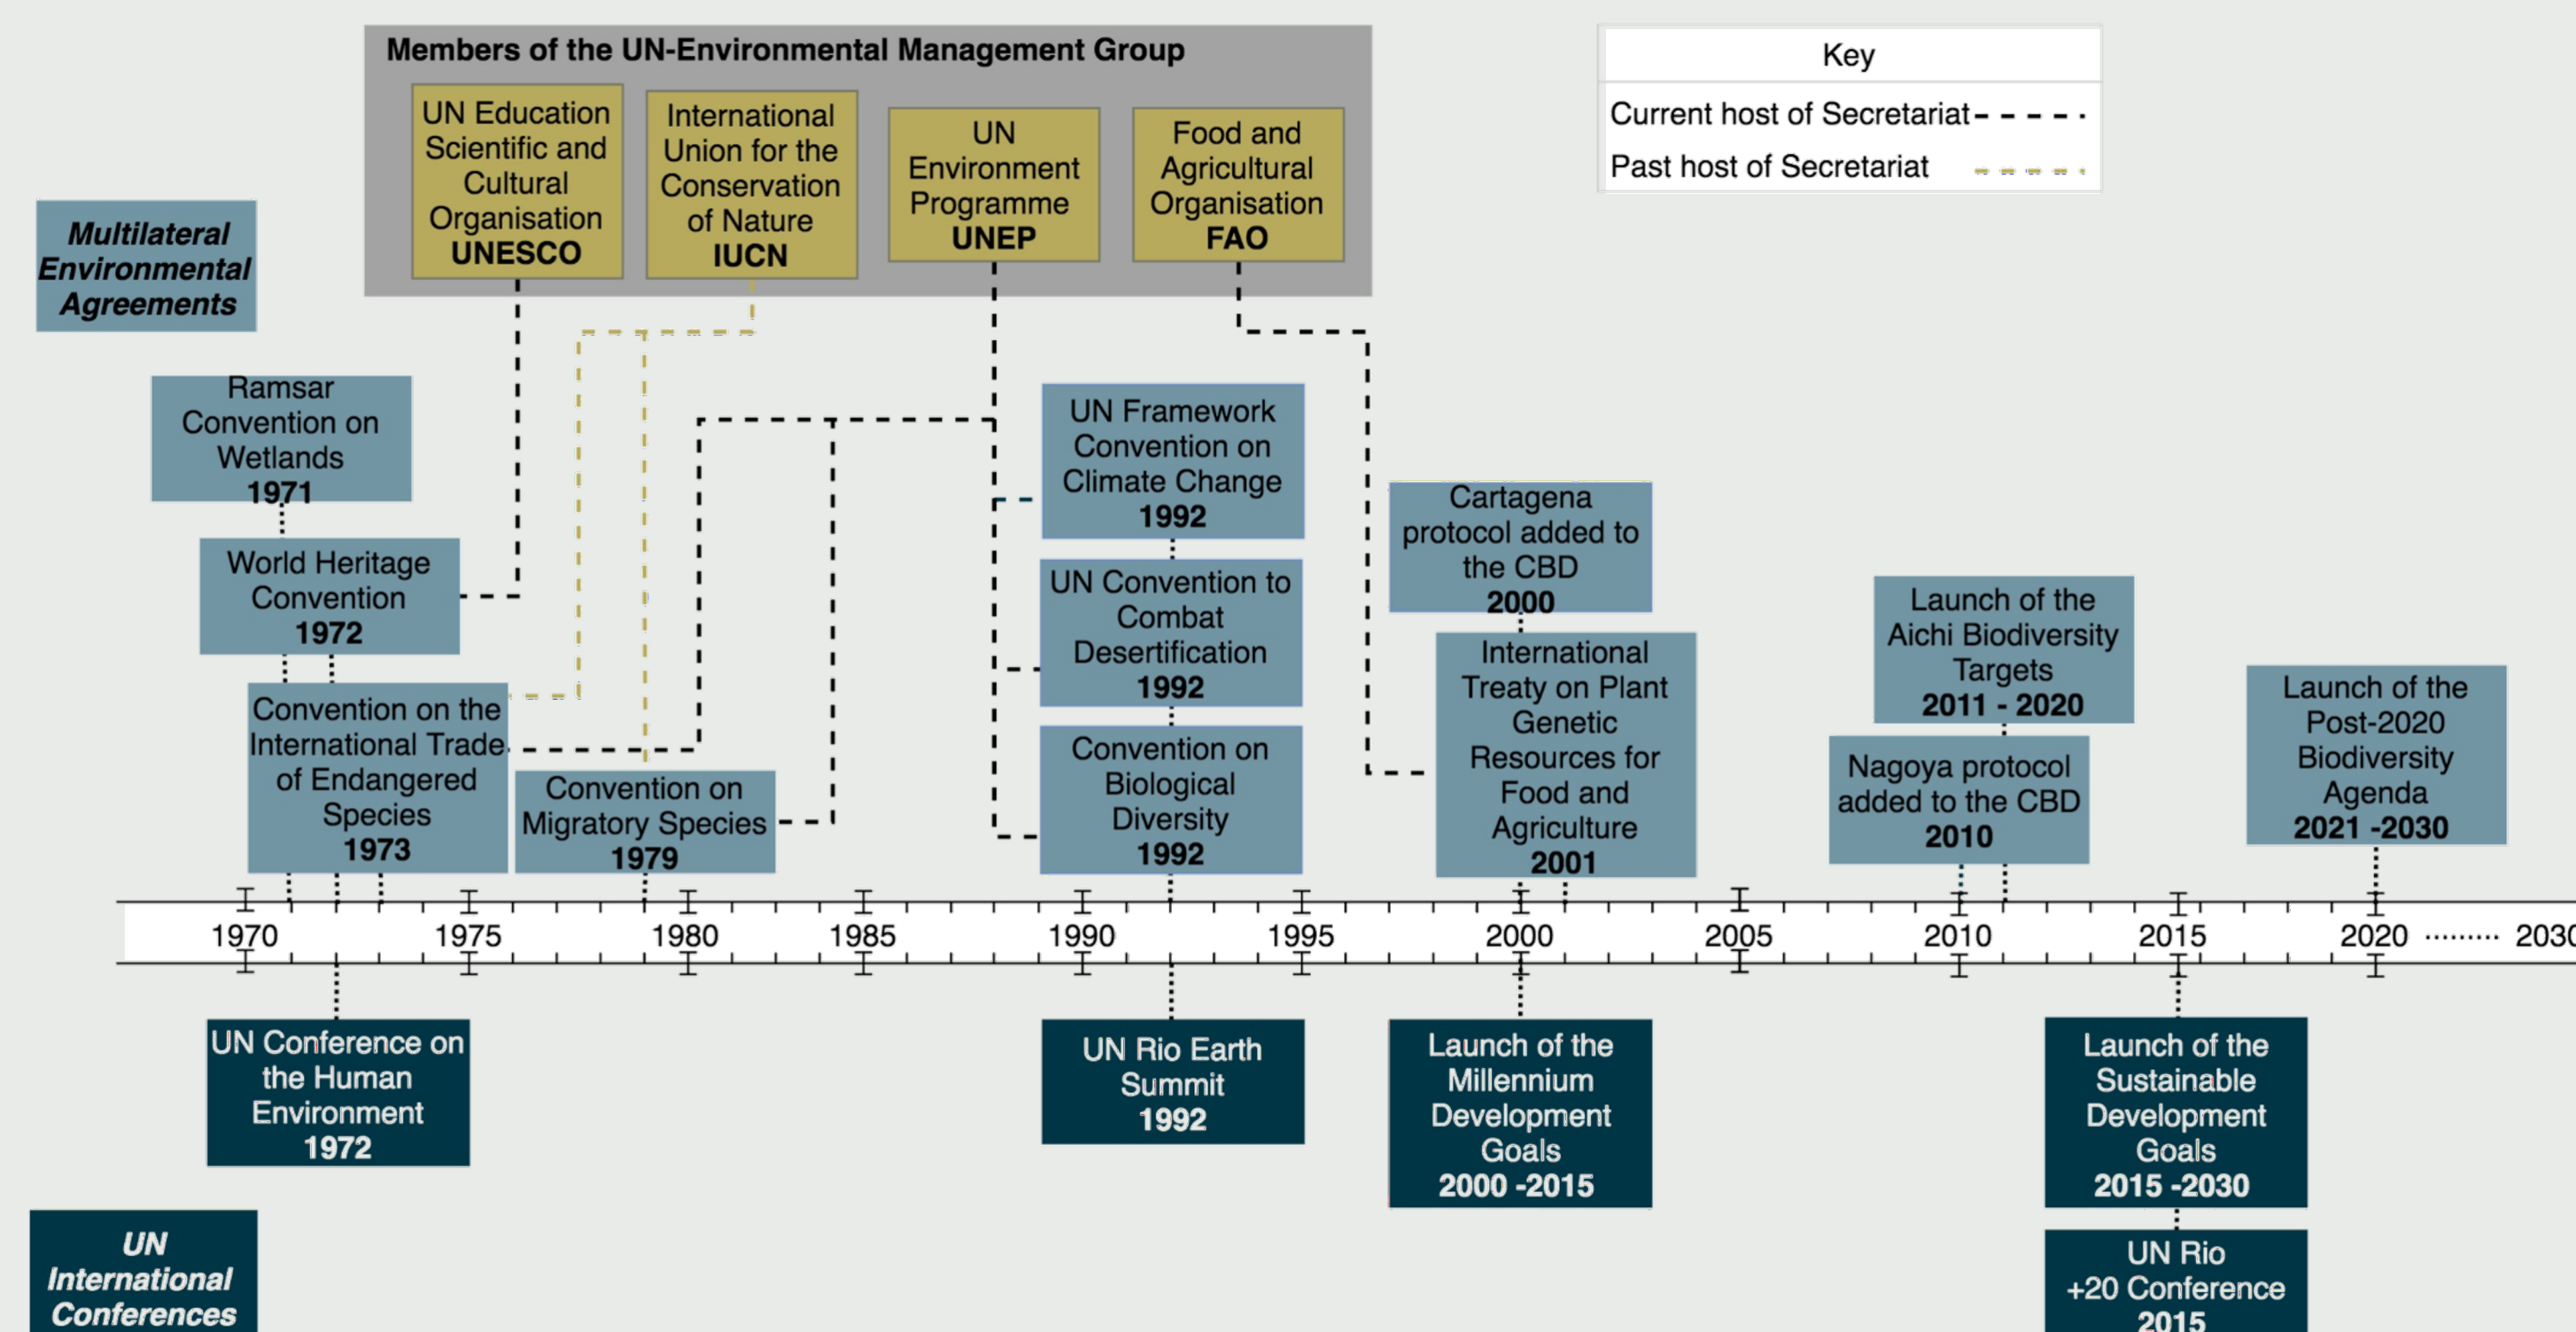 Members of the UN-Environmental Management Group
UN Education
Scientific and
Cultural
Organisation
UNESCO
International
Union for the
Conservation
of Nature
IUCN
UN
Environment
Programme
UNEP
Food and
Agricultural
Organisation
FAO
Key
Current host of Secretariat
Past host of Secretariat
Multilateral
Environmental
Agreements
Ramsar
Convention on
Wetlands
1971
World Heritage
Convention
1972
Convention on the
International Trade
of Endangered
Species
1973
Convention on
Migratory Species
1979
UN Framework
Convention on
Climate Change
1992
UN Convention to
Combat
Desertification
1992
Convention on
Biological
Diversity
1992
Cartagena
protocol added to
the CBD
2000
International
Treaty on Plant
Genetic
Resources for
Food and
Agriculture
2001
Launch of the
Aichi Biodiversity
Targets
2011 - 2020
Nagoya protocol
added to the CBD
2010
Launch of the
Post-2020
Biodiversity
Agenda
2021 -2030
1970 1975 1980 1985 1990 1995 2000 2005 2010 2015 2020 ......... 2030
UN Conference on
the Human
Environment
1972
UN Rio Earth
Summit
1992
Launch of the
Millennium
Development
Goals
2000 -2015
Launch of the
Sustainable
Development
Goals
2015 -2030
UN Rio
+20 Conference
2015
UN
International
Conferences